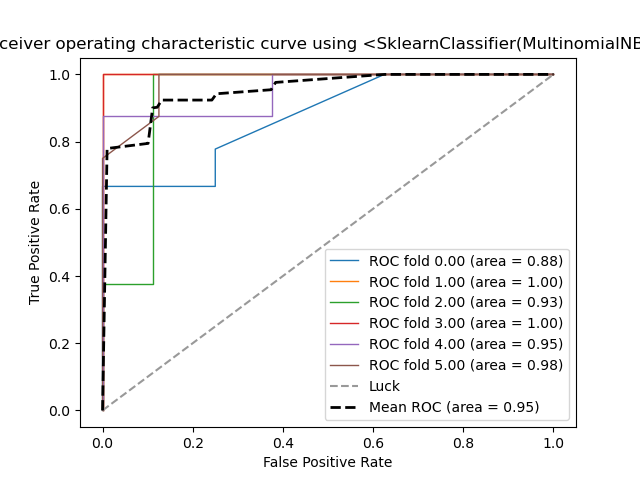 ceiver operating characteristic curve using <SklearnClassifier(MultinomialNB
1.0
0.8
0.6
0.4
0.2
0.0
True Positive Rate
ROC fold 0.00 (area = 0.88)
ROC fold 1.00 (area = 1.00)
ROC fold 2.00 (area = 0.93)
ROC fold 3.00 (area = 1.00)
ROC fold 4.00 (area = 0.95)
ROC fold 5.00 (area = 0.98)
Luck
Mean ROC (area = 0.95)
0.0 0.2 0.4 0.6 0.8 1.0
False Positive Rate